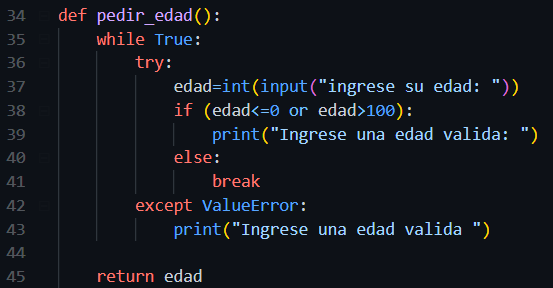 34 def pedir_edad():
35     while True:
36         try:
37             edad=int(input("ingrese su edad: "))
38             if (edad<=0 or edad>100):
39                 print("Ingrese una edad valida: ")
40             else:
41                 break
42         except ValueError:
43             print("Ingrese una edad valida ")
44
45     return edad